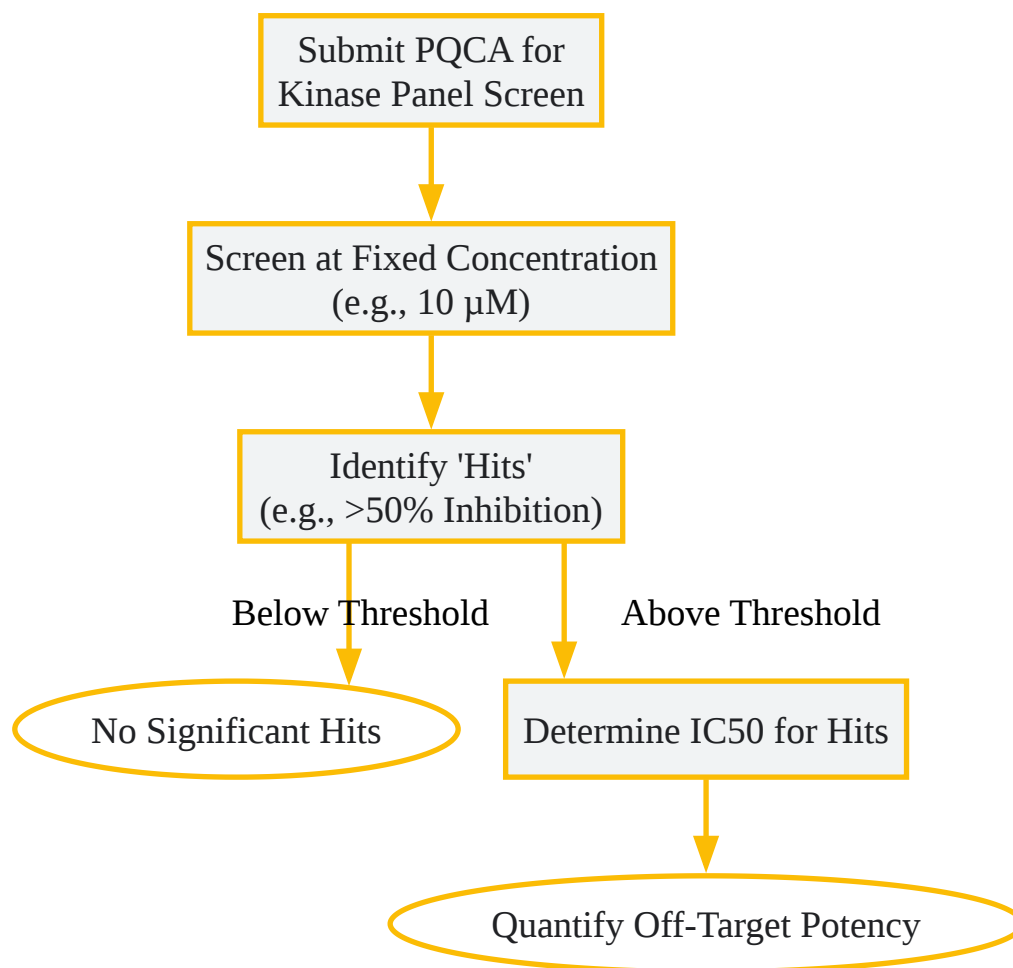 Submit PQCA for
Kinase Panel Screen
Screen at Fixed Concentration
(e.g., 10 µM)
Identify 'Hits'
(e.g., >50% Inhibition)
Below Threshold
Above Threshold
No Significant Hits
Determine IC50 for Hits
Quantify Off-Target Potency